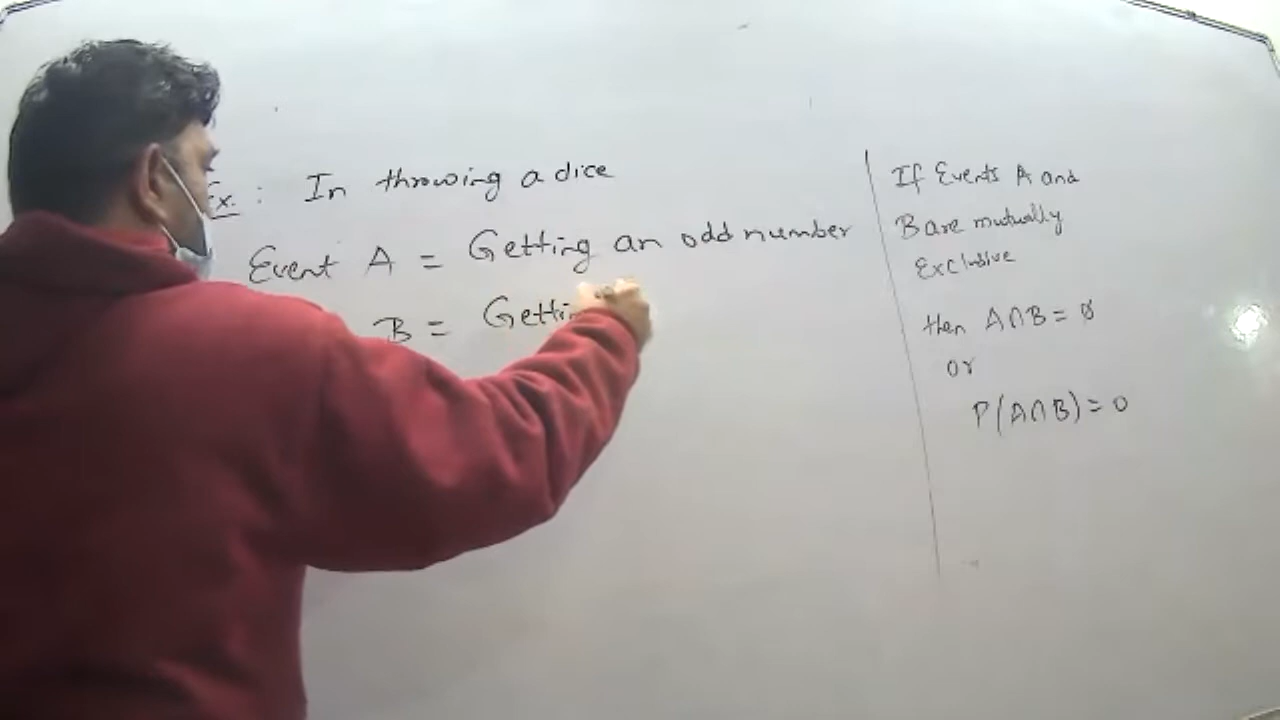 Ex. : In throwing a dice
Event A = Getting an odd number
B = Getti
If Events A and
B are mutually
Exclusive
then A∩B = ϕ
or
P(A∩B) = 0